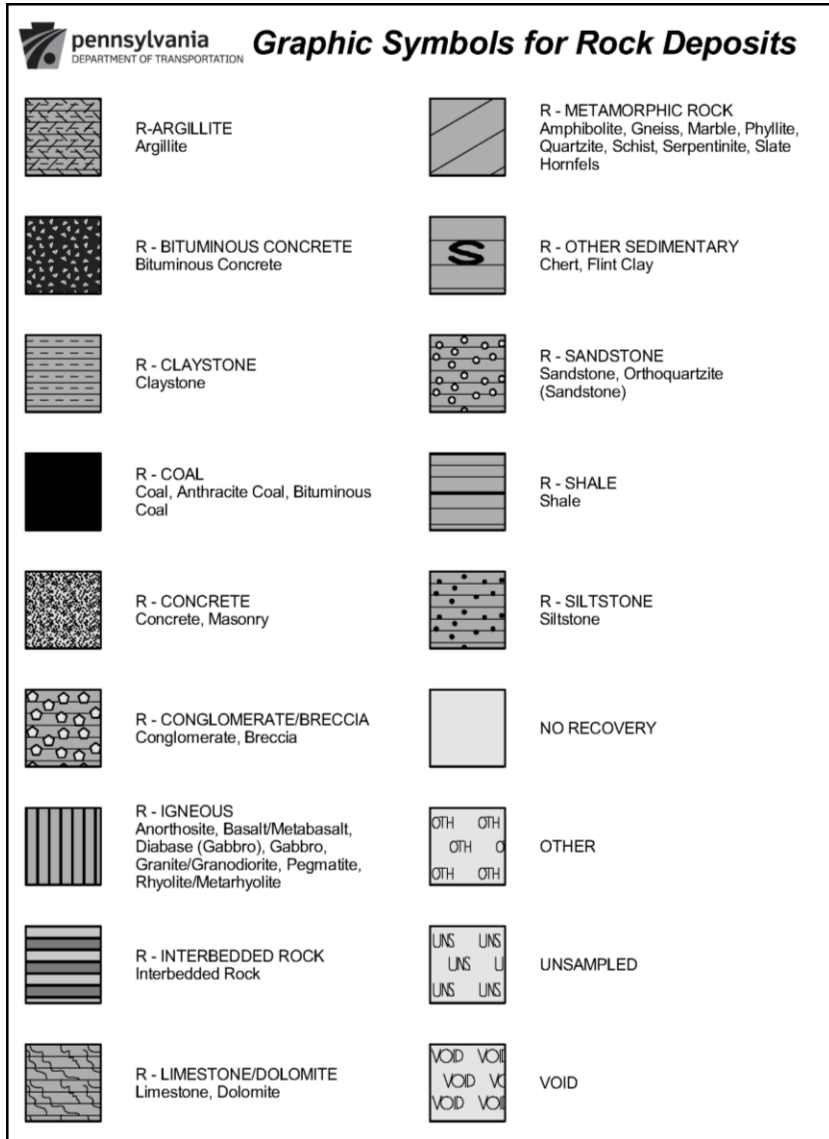 pennsylvania
DEPARTMENT OF TRANSPORTATION
Graphic Symbols for Rock Deposits
R-ARGILLITE
Argillite
R - BITUMINOUS CONCRETE
Bituminous Concrete
R - CLAYSTONE
Claystone
R - COAL
Coal, Anthracite Coal, Bituminous
Coal
R - CONCRETE
Concrete, Masonry
R - CONGLOMERATE/BRECCIA
Conglomerate, Breccia
R - IGNEOUS
Anorthosite, Basalt/Metabasalt,
Diabase (Gabbro), Gabbro,
Granite/Granodiorite, Pegmatite,
Rhyolite/Metarhyolite
R - INTERBEDDED ROCK
Interbedded Rock
R - LIMESTONE/DOLOMITE
Limestone, Dolomite
R - METAMORPHIC ROCK
Amphibolite, Gneiss, Marble, Phyllite,
Quartzite, Schist, Serpentinite, Slate
Hornfels
S
R - OTHER SEDIMENTARY
Chert, Flint Clay
R - SANDSTONE
Sandstone, Orthoquartzite
(Sandstone)
R - SHALE
Shale
R - SILTSTONE
Siltstone
NO RECOVERY
OTH OTH
OTH O
OTH OTH
OTHER
UNS UNS
UNS U
UNS UNS
UNSAMPLED
VOID VOID
VOID VO
VOID VOI
VOID